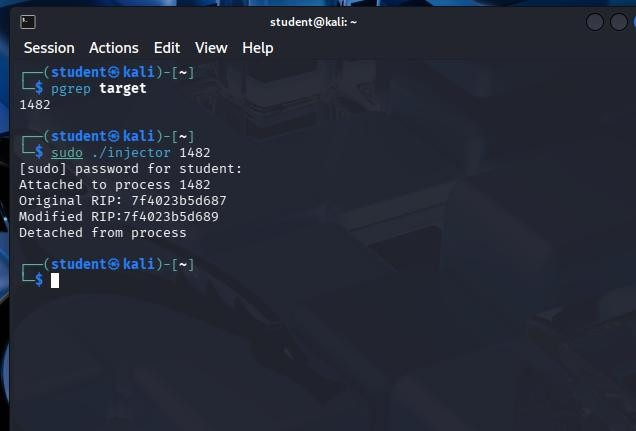 student@kali: ~
Session Actions Edit View Help
┌──(student㉿kali)-[~]
└─$ pgrep target
1482
┌──(student㉿kali)-[~]
└─$ sudo ./injector 1482
[sudo] password for student:
Attached to process 1482
Original RIP: 7f4023b5d687
Modified RIP:7f4023b5d689
Detached from process
┌──(student㉿kali)-[~]
└─$